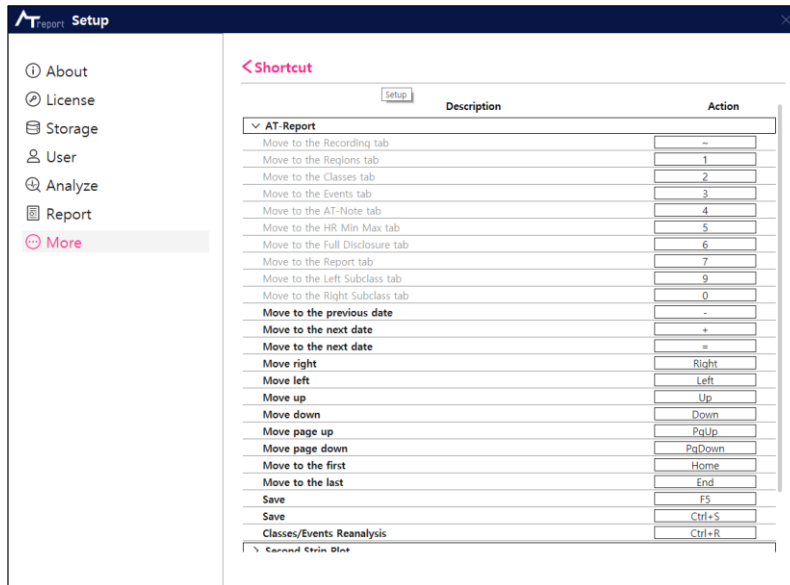 ATreport Setup
About
License
Storage
User
Analyze
Report
More
Shortcut
Setup
Description Action
AT-Report
Move to the Recording tab ~
Move to the Regions tab 1
Move to the Classes tab 2
Move to the Events tab 3
Move to the AT-Note tab 4
Move to the HR Min Max tab 5
Move to the Full Disclosure tab 6
Move to the Report tab 7
Move to the Left Subclass tab 9
Move to the Right Subclass tab 0
Move to the previous date -
Move to the next date +
Move to the next date =
Move right Right
Move left Left
Move up Up
Move down Down
Move page up PgUp
Move page down PgDown
Move to the first Home
Move to the last End
Save F5
Save Ctrl+S
Classes/Events Reanalysis Ctrl+R
Second Strip Plot